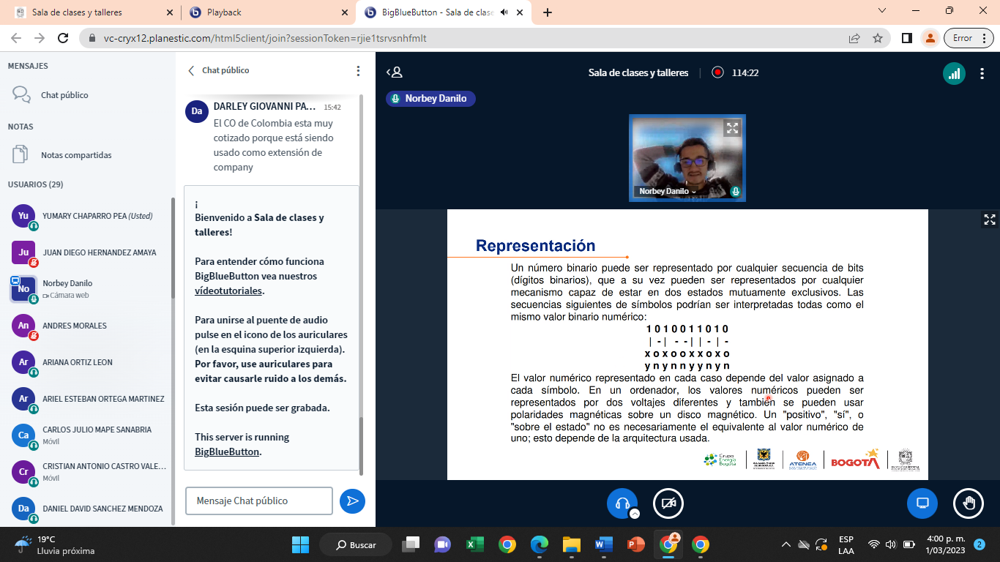 Sala de clases y talleres
Playback
BigBlueButton - Sala de clase
vc-cryx12.planestic.com/html5client/join?sessionToken=rjie1tsrvsnhfmlt
Error
MENSAJES
Chat público
NOTAS
Notas compartidas
USUARIOS (29)
Yu
YUMARY CHAPARRO PEA (Usted)
Ju
JUAN DIEGO HERNANDEZ AMAYA
No
Norbey Danilo
Cámara web
An
ANDRES MORALES
Ar
ARIANA ORTIZ LEON
Ar
ARIEL ESTEBAN ORTEGA MARTINEZ
Ca
CARLOS JULIO MAPE SANABRIA
Móvil
Cr
CRISTIAN ANTONIO CASTRO VALE...
Móvil
Da
DANIEL DAVID SANCHEZ MENDOZA
Chat público
Da
DARLEY GIOVANNI PA... 15:42
El CO de Colombia esta muy
cotizado porque está siendo
usado como extensión de
company
¡
Bienvenido a Sala de clases y
talleres!
Para entender cómo funciona
BigBlueButton vea nuestros
vídeotutoriales.
Para unirse al puente de audio
pulse en el icono de los auriculares
(en la esquina superior izquierda).
Por favor, use auriculares para
evitar causarle ruido a los demás.
Esta sesión puede ser grabada.
This server is running
BigBlueButton.
Mensaje Chat público
Sala de clases y talleres
114:22
Norbey Danilo
Norbey Danilo
Representación
Un número binario puede ser representado por cualquier secuencia de bits
(dígitos binarios), que a su vez pueden ser representados por cualquier
mecanismo capaz de estar en dos estados mutuamente exclusivos. Las
secuencias siguientes de símbolos podrían ser interpretadas todas como el
mismo valor binario numérico:
1 0 1 0 0 1 1 0 1 0
| - | - - | | - | -
x o x o o x x o x o
y n y n n y y n y n
El valor numérico representado en cada caso depende del valor asignado a
cada símbolo. En un ordenador, los valores numéricos pueden ser
representados por dos voltajes diferentes y también se pueden usar
polaridades magnéticas sobre un disco magnético. Un "positivo", "sí", o
"sobre el estado" no es necesariamente el equivalente al valor numérico de
uno; esto depende de la arquitectura usada.
Grupo
Energía
Bogotá
ATENEA
BOGOTÁ
19°C
Lluvia próxima
Buscar
ESP
LAA
4:00 p. m.
1/03/2023
2